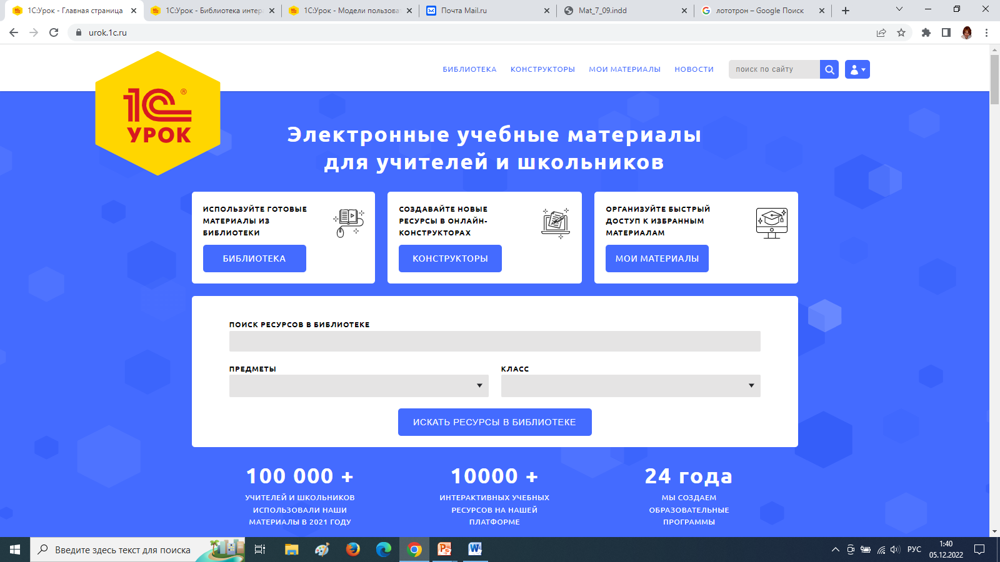 1С:Урок - Главная страница
1С:Урок - Библиотека интер
1С:Урок - Модели пользова
Почта Mail.ru
Mat_7_09.indd
лототрон – Google Поиск
urok.1c.ru
1С®
УРОК
БИБЛИОТЕКА
КОНСТРУКТОРЫ
МОИ МАТЕРИАЛЫ
НОВОСТИ
поиск по сайту
Электронные учебные материалы
для учителей и школьников
ИСПОЛЬЗУЙТЕ ГОТОВЫЕ
МАТЕРИАЛЫ ИЗ
БИБЛИОТЕКИ
БИБЛИОТЕКА
СОЗДАВАЙТЕ НОВЫЕ
РЕСУРСЫ В ОНЛАЙН-
КОНСТРУКТОРАХ
КОНСТРУКТОРЫ
ОРГАНИЗУЙТЕ БЫСТРЫЙ
ДОСТУП К ИЗБРАННЫМ
МАТЕРИАЛАМ
МОИ МАТЕРИАЛЫ
ПОИСК РЕСУРСОВ В БИБЛИОТЕКЕ
ПРЕДМЕТЫ
КЛАСС
ИСКАТЬ РЕСУРСЫ В БИБЛИОТЕКЕ
100 000 +
УЧИТЕЛЕЙ И ШКОЛЬНИКОВ
ИСПОЛЬЗОВАЛИ НАШИ
МАТЕРИАЛЫ В 2021 ГОДУ
10000 +
ИНТЕРАКТИВНЫХ УЧЕБНЫХ
РЕСУРСОВ НА НАШЕЙ
ПЛАТФОРМЕ
24 года
МЫ СОЗДАЕМ
ОБРАЗОВАТЕЛЬНЫЕ
ПРОГРАММЫ
Введите здесь текст для поиска
РУС
1:40
05.12.2022